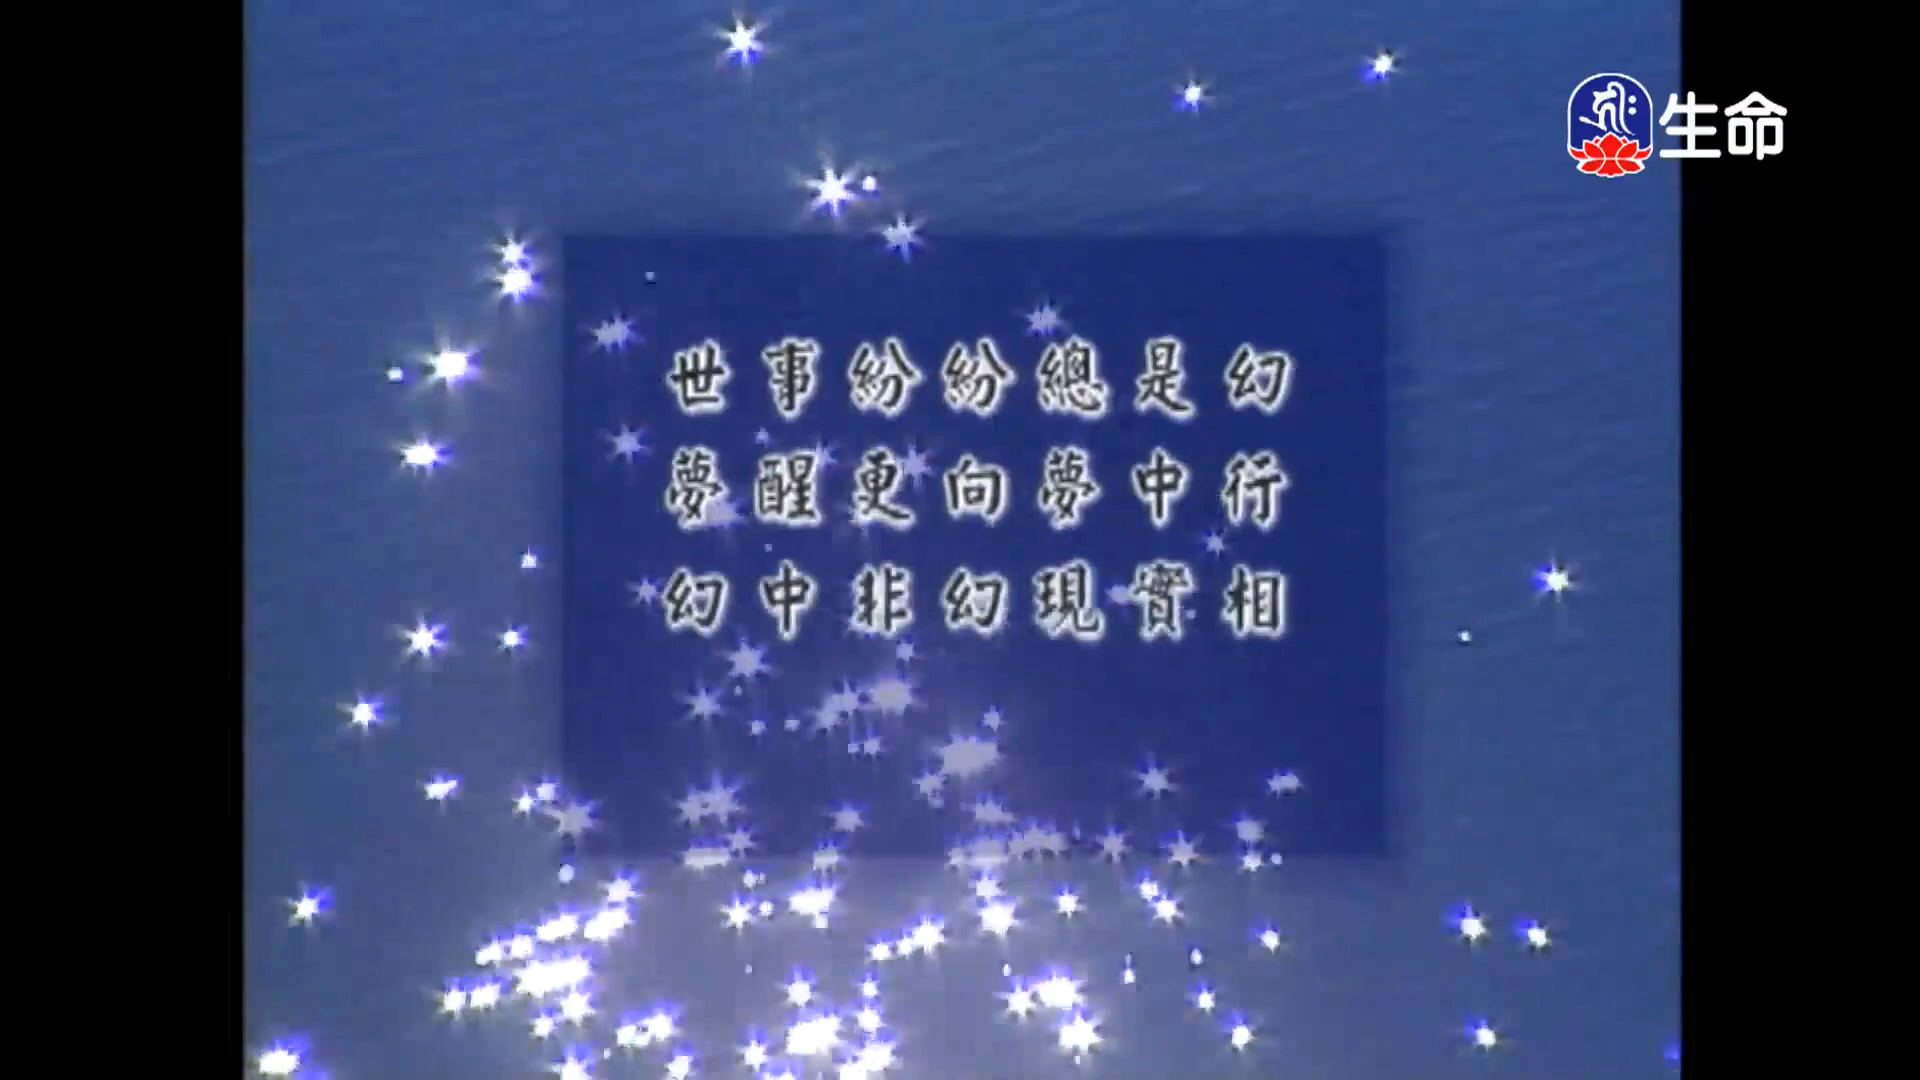 生命
世事紛紛總是幻
夢醒更向夢中行
幻中非幻現實相